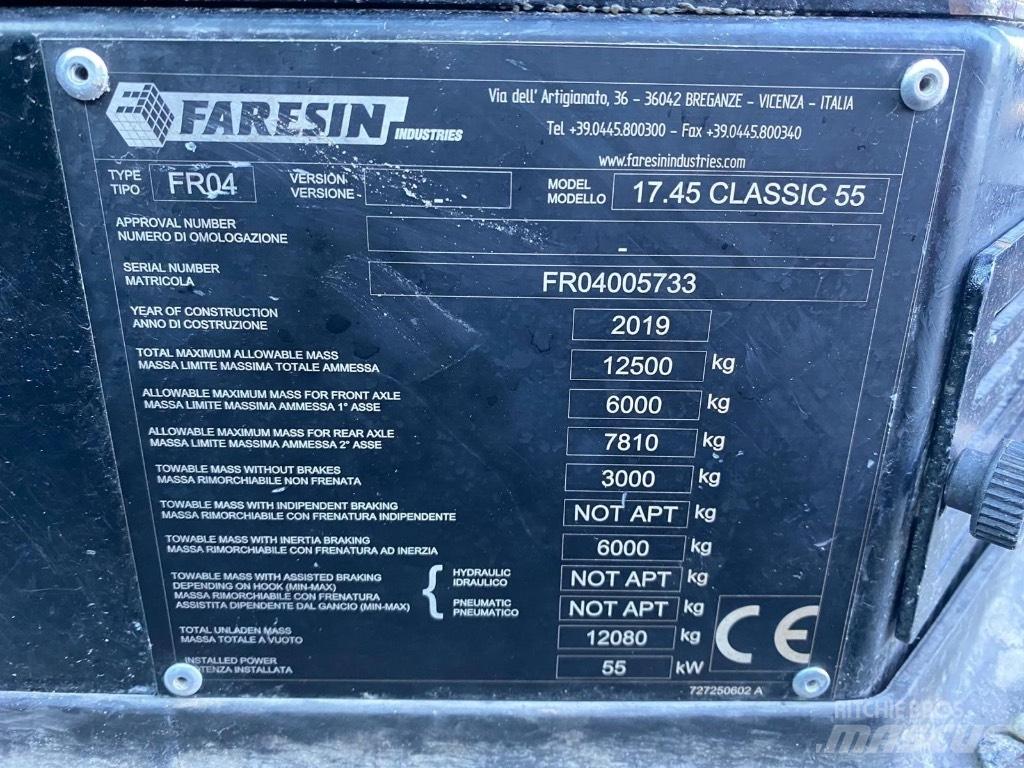 FARESIN INDUSTRIES
Via dell' Artigianato, 36 - 36042 BREGANZE - VICENZA - ITALIA
Tel +39.0445.800300 - Fax +39.0445.800340
www.faresinindustries.com
TYPE
TIPO
FR04
VERSION
VERSIONE
MODEL
MODELLO
17.45 CLASSIC 55
APPROVAL NUMBER
NUMERO DI OMOLOGAZIONE
-
SERIAL NUMBER
MATRICOLA
FR04005733
YEAR OF CONSTRUCTION
ANNO DI COSTRUZIONE
2019
TOTAL MAXIMUM ALLOWABLE MASS
MASSA LIMITE MASSIMA TOTALE AMMESSA
12500 kg
ALLOWABLE MAXIMUM MASS FOR FRONT AXLE
MASSA LIMITE MASSIMA AMMESSA 1° ASSE
6000 kg
ALLOWABLE MAXIMUM MASS FOR REAR AXLE
MASSA LIMITE MASSIMA AMMESSA 2° ASSE
7810 kg
TOWABLE MASS WITHOUT BRAKES
MASSA RIMORCHIABILE NON FRENATA
3000 kg
TOWABLE MASS WITH INDIPENDENT BRAKING
MASSA RIMORCHIABILE CON FRENATURA INDIPENDENTE
NOT APT kg
TOWABLE MASS WITH INERTIA BRAKING
MASSA RIMORCHIABILE CON FRENATURA AD INERZIA
6000 kg
TOWABLE MASS WITH ASSISTED BRAKING
DEPENDING ON HOOK (MIN-MAX)
MASSA RIMORCHIABILE CON FRENATURA
ASSISTITA DIPENDENTE DAL GANCIO (MIN-MAX)
HYDRAULIC
IDRAULICO
NOT APT kg
PNEUMATIC
PNEUMATICO
NOT APT kg
TOTAL UNLADEN MASS
MASSA TOTALE A VUOTO
12080 kg
INSTALLED POWER
POTENZA INSTALLATA
55 kW
CE
727250602 A
RITCHIE BROS.
MASCUS